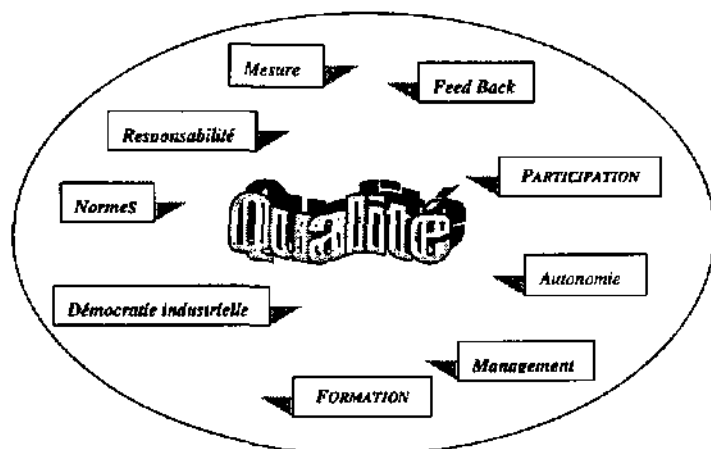 Mesure
Feed Back
Responsabilité
PARTICIPATION
NormeS
Qualité
Autonomie
Démocratie industrielle
Management
FORMATION